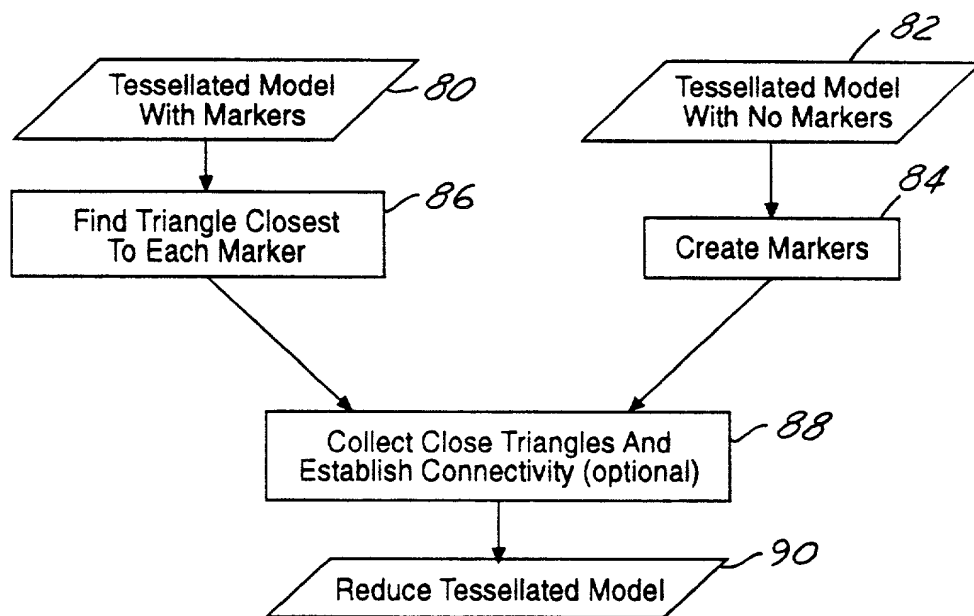 82
Tessellated Model
With Markers
80
Tessellated Model
With No Markers
86
84
Find Triangle Closest
To Each Marker
Create Markers
Collect Close Triangles And
Establish Connectivity (optional)
88
90
Reduce Tessellated Model